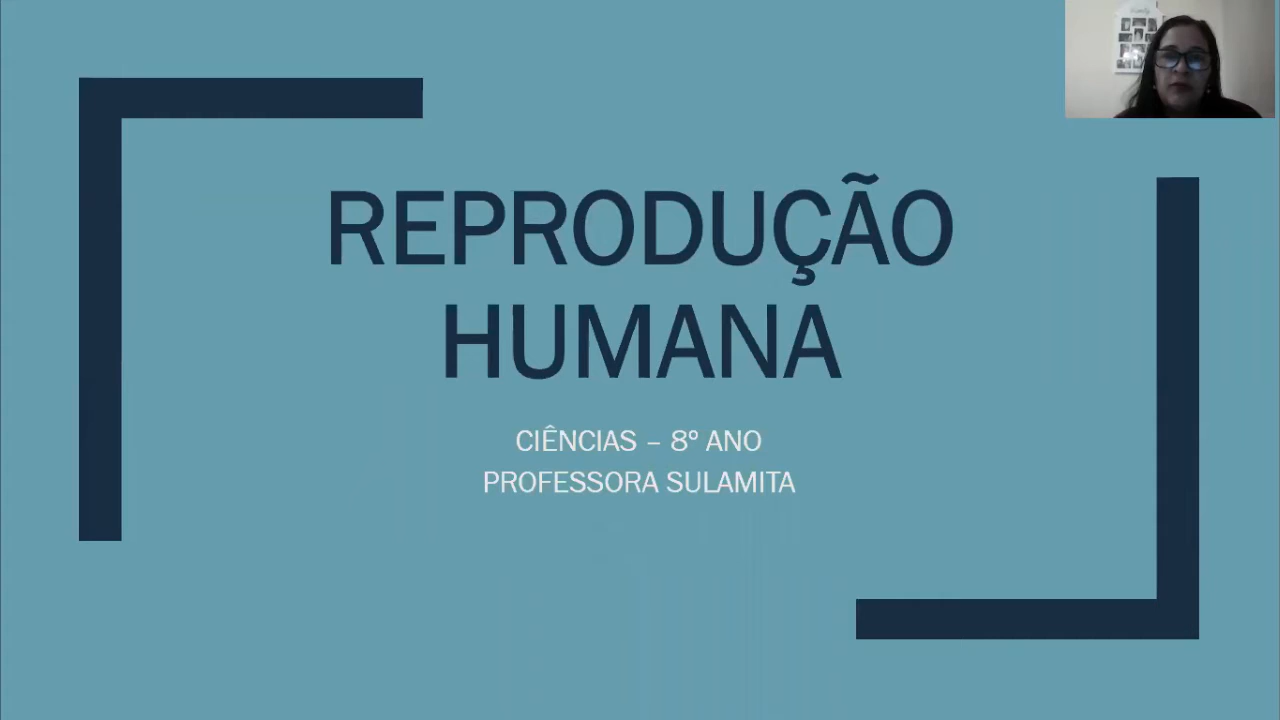 REPRODUÇÃO
HUMANA
CIÊNCIAS – 8º ANO
PROFESSORA SULAMITA